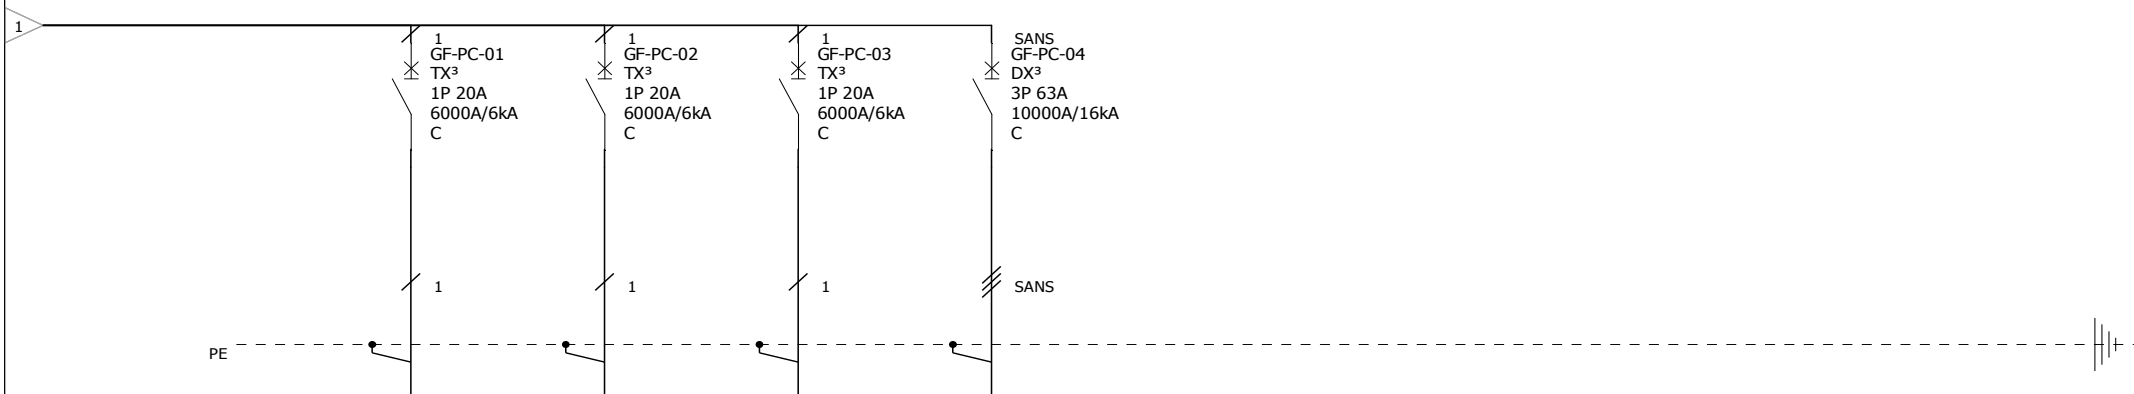 1
1
GF-PC-01
TX³
1P 20A
6000A/6kA
C
1
GF-PC-02
TX³
1P 20A
6000A/6kA
C
1
GF-PC-03
TX³
1P 20A
6000A/6kA
C
SANS
GF-PC-04
DX³
3P 63A
10000A/16kA
C
1
1
1
SANS
PE